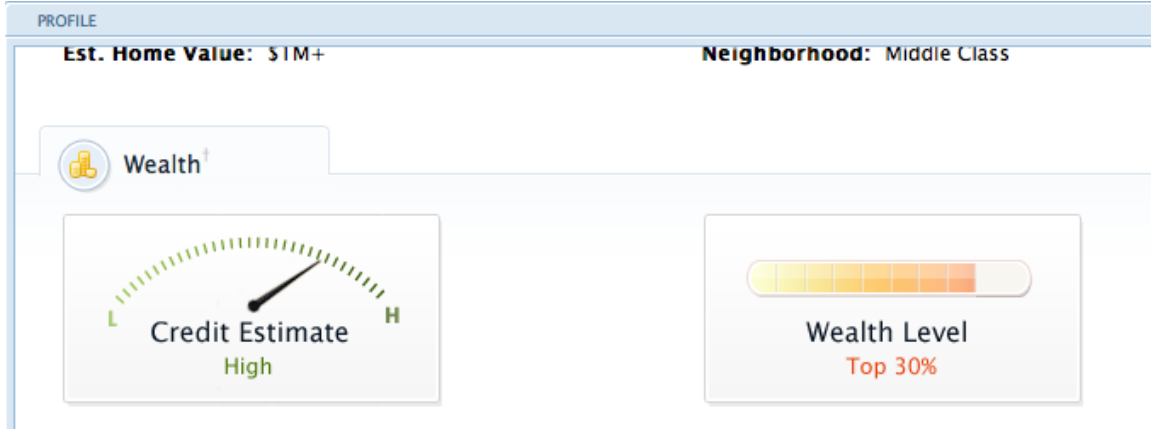 PROFILE
Est. Home Value: $1M+
Neighborhood: Middle Class
Wealth†
L
H
Credit Estimate
High
Wealth Level
Top 30%